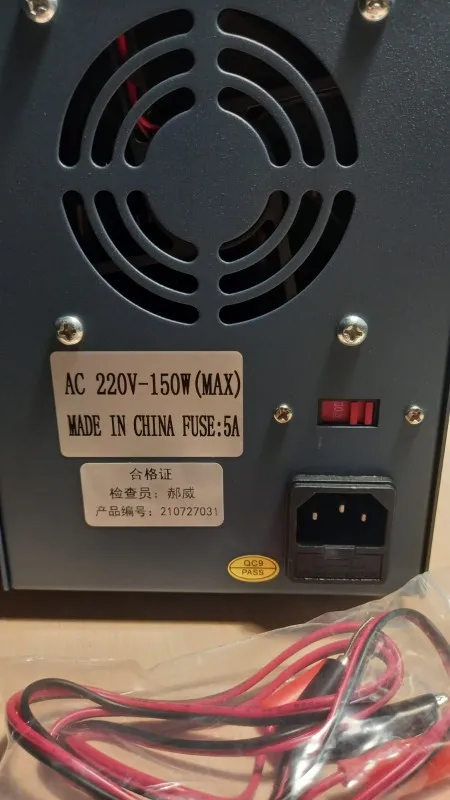 AC 220V-150W(MAX)
MADE IN CHINA FUSE:5A
合格证
检查员：郝威
产品编号：210727031
QC9
PASS